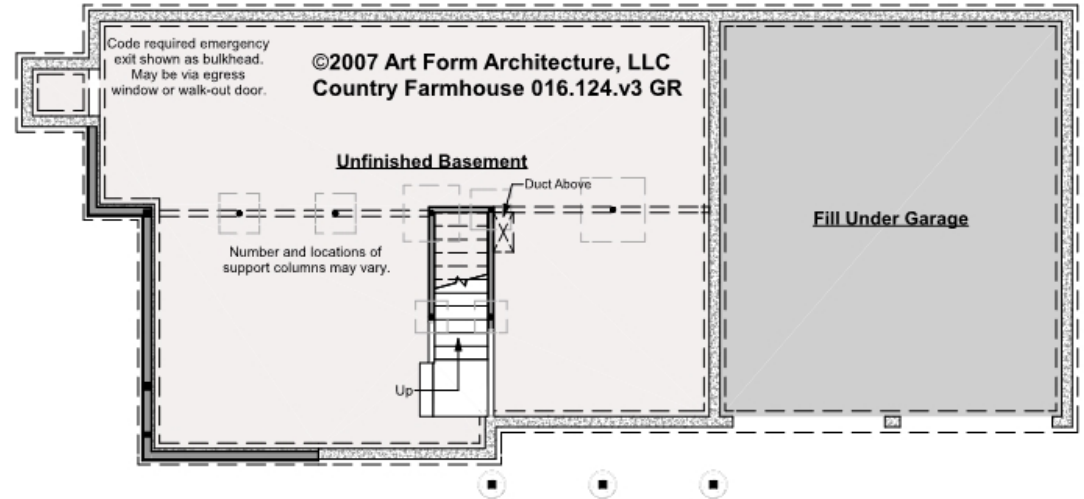 Code required emergency
exit shown as bulkhead.
May be via egress
window or walk-out door.
©2007 Art Form Architecture, LLC
Country Farmhouse 016.124.v3 GR
Unfinished Basement
Duct Above
Fill Under Garage
Number and locations of
support columns may vary.
Up